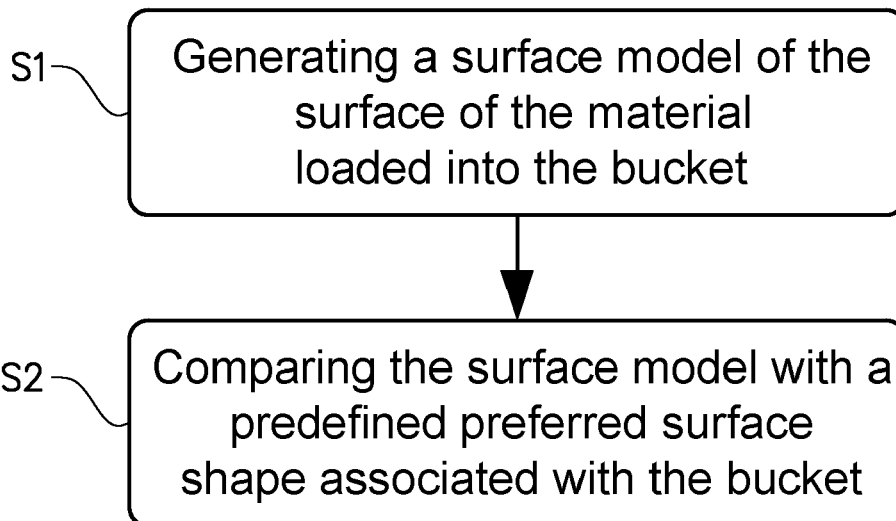 S1
Generating a surface model of the
surface of the material
loaded into the bucket
S2
Comparing the surface model with a
predefined preferred surface
shape associated with the bucket